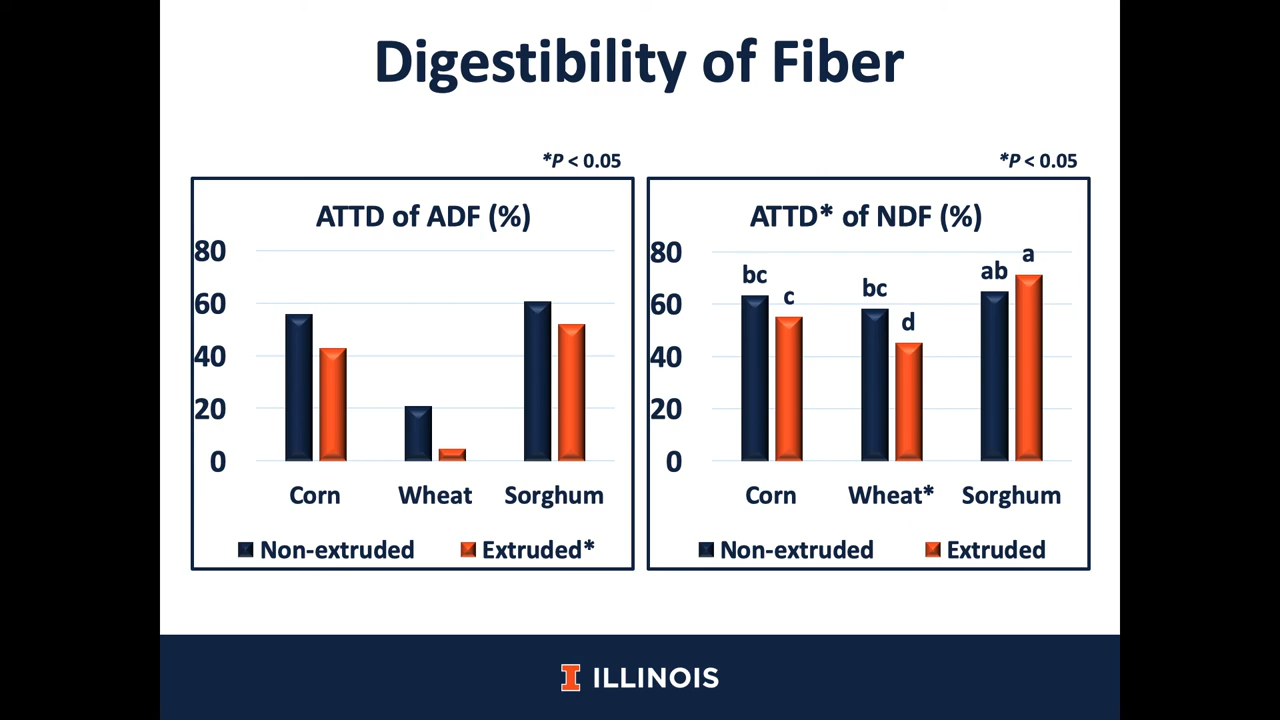 Digestibility of Fiber
*P < 0.05
ATTD of ADF (%)
80
60
40
20
0
Corn Wheat Sorghum
Non-extruded Extruded*
*P < 0.05
ATTD* of NDF (%)
80
60
40
20
0
bc c bc d ab a
Corn Wheat* Sorghum
Non-extruded Extruded
I ILLINOIS